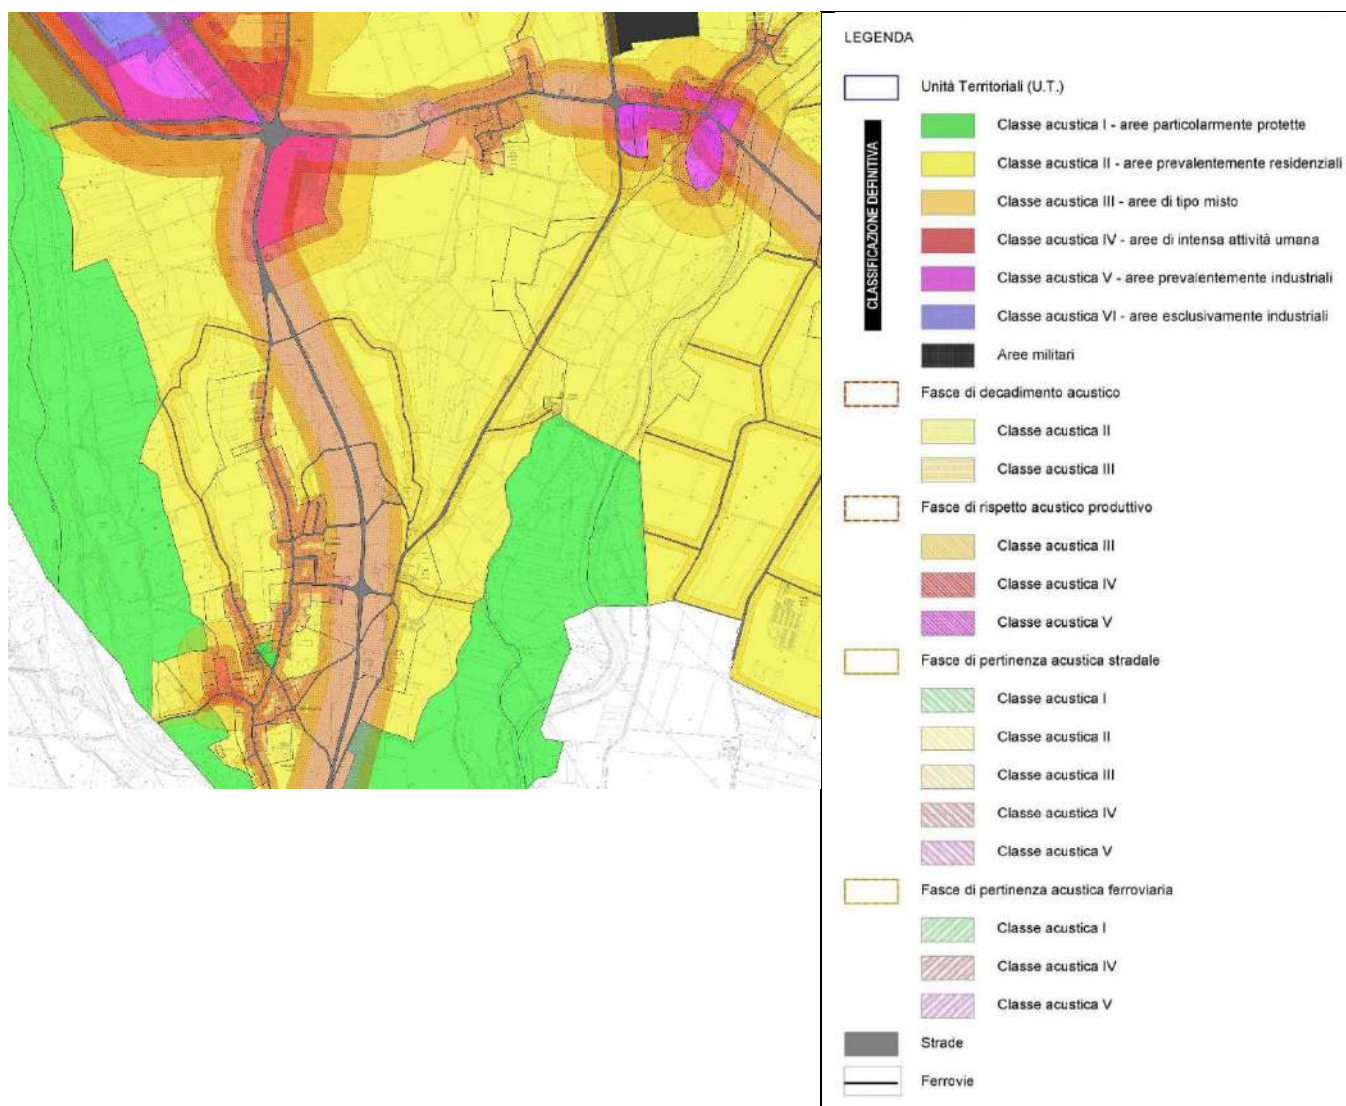 LEGENDA
Unità Territoriali (U.T.)
CLASSIFICAZIONE DEFINITIVA
Classe acustica I - aree particolarmente protette
Classe acustica II - aree prevalentemente residenziali
Classe acustica III - aree di tipo misto
Classe acustica IV - aree di intensa attività umana
Classe acustica V - aree prevalentemente industriali
Classe acustica VI - aree esclusivamente industriali
Aree militari
Fasce di decadimento acustico
Classe acustica II
Classe acustica III
Fasce di rispetto acustico produttivo
Classe acustica III
Classe acustica IV
Classe acustica V
Fasce di pertinenza acustica stradale
Classe acustica I
Classe acustica II
Classe acustica III
Classe acustica IV
Classe acustica V
Fasce di pertinenza acustica ferroviaria
Classe acustica I
Classe acustica IV
Classe acustica V
Strade
Ferrovie